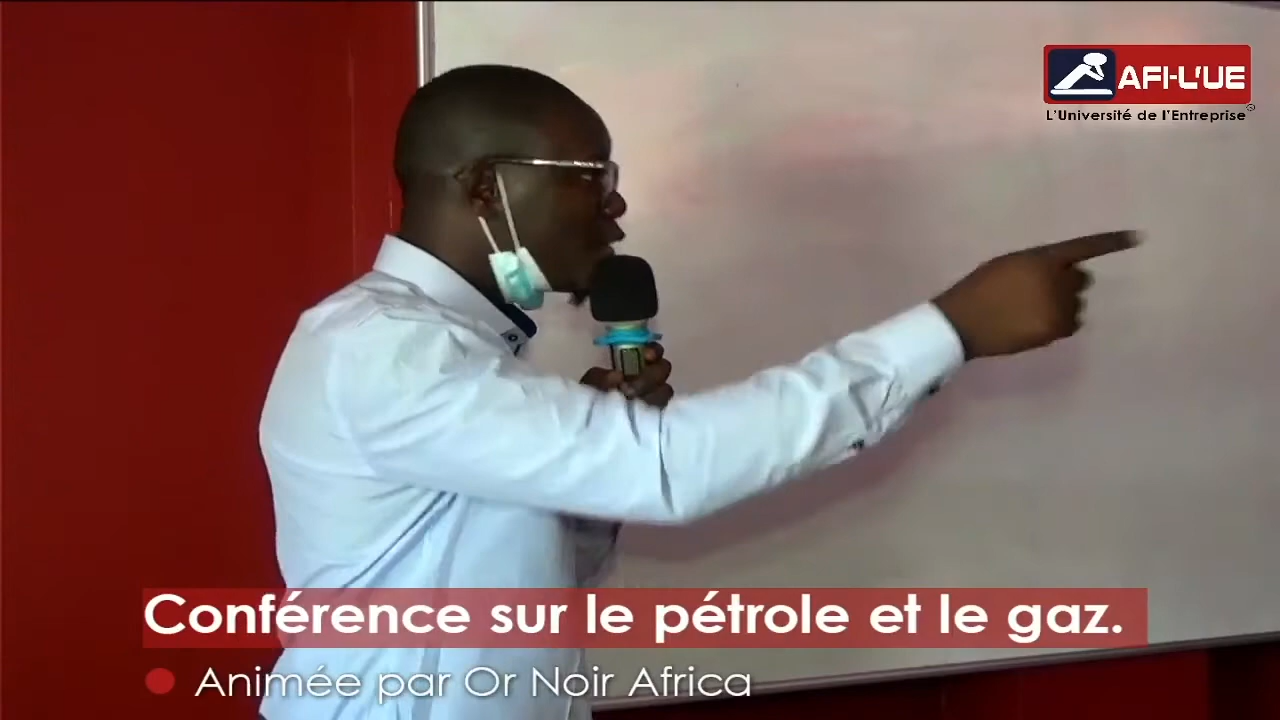 AFI-L'UE
L'Université de l'Entreprise
Conférence sur le pétrole et le gaz.
Animée par Or Noir Africa